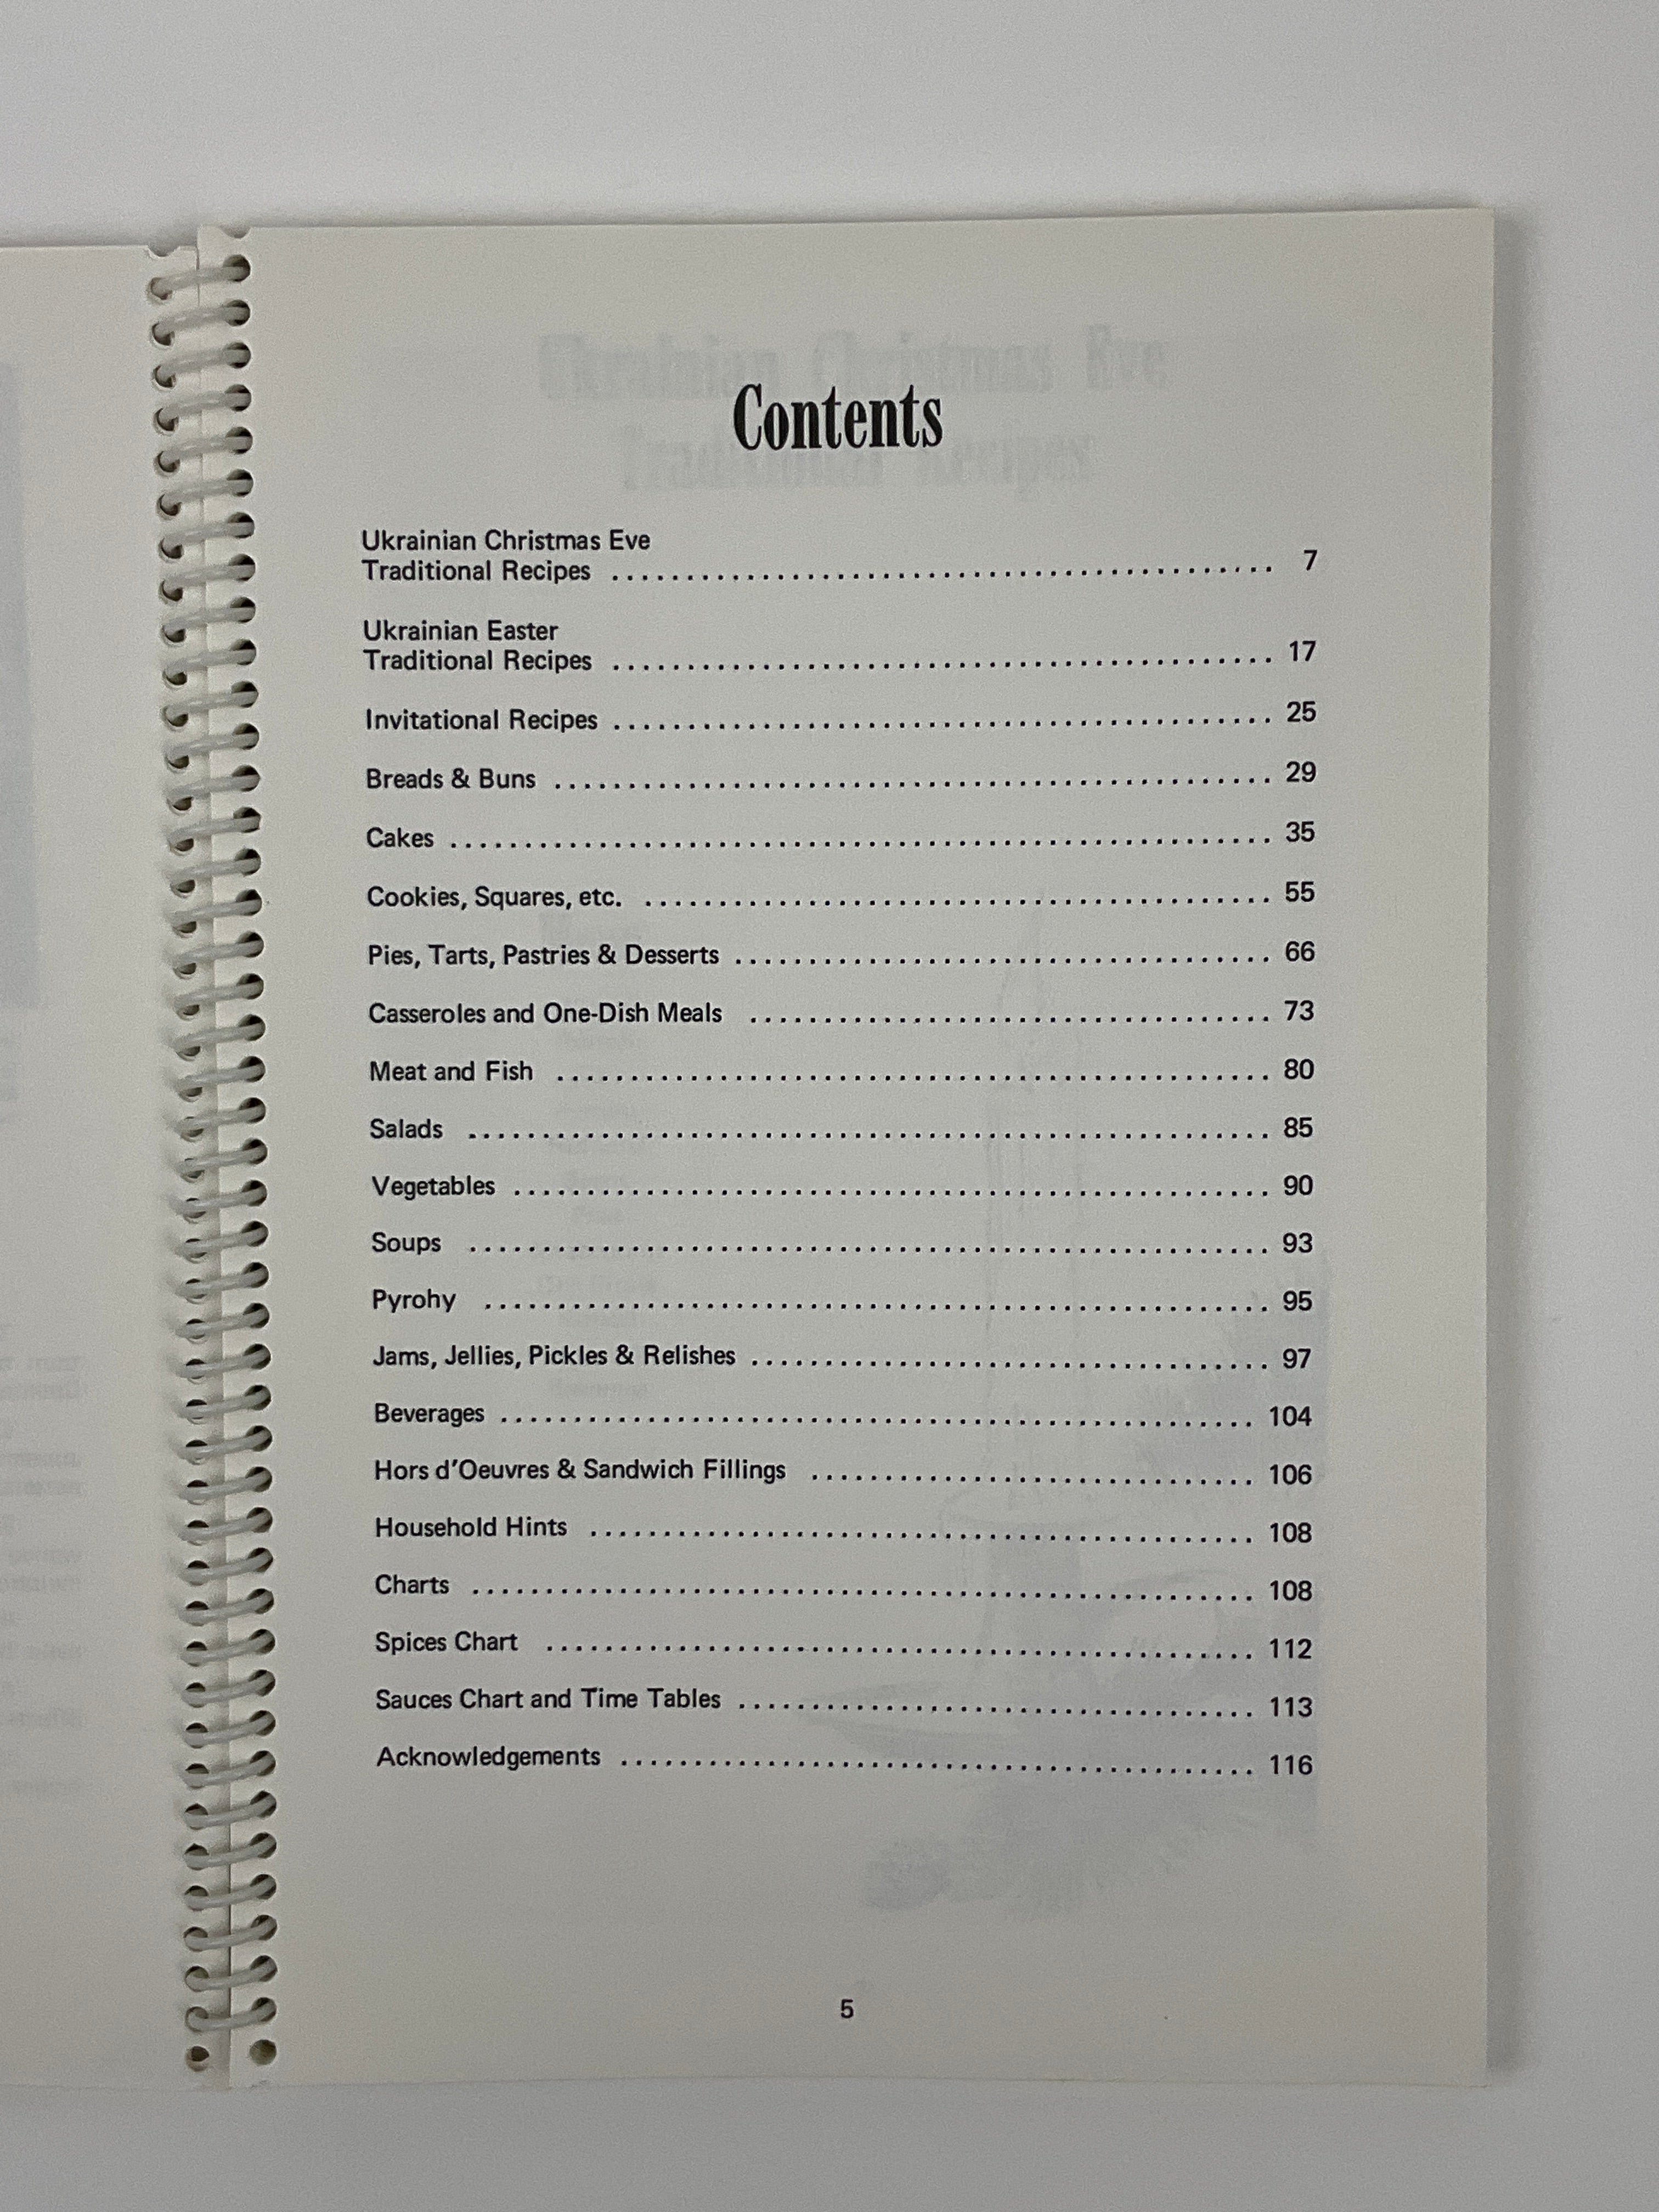 Contents
Ukrainian Christmas Eve
Traditional Recipes ............................................. 7
Ukrainian Easter
Traditional Recipes ............................................. 17
Invitational Recipes ............................................. 25
Breads & Buns ................................................. 29
Cakes ........................................................ 35
Cookies, Squares, etc. ........................................... 55
Pies, Tarts, Pastries & Desserts ..................................... 66
Casseroles and One-Dish Meals .................................... 73
Meat and Fish ................................................. 80
Salads ....................................................... 85
Vegetables .................................................... 90
Soups ....................................................... 93
Pyrohy ...................................................... 95
Jams, Jellies, Pickles & Relishes .................................... 97
Beverages .................................................... 104
Hors d'Oeuvres & Sandwich Fillings ............................... 106
Household Hints .............................................. 108
Charts ...................................................... 108
Spices Chart ................................................. 112
Sauces Chart and Time Tables .................................... 113
Acknowledgements ............................................ 116
5